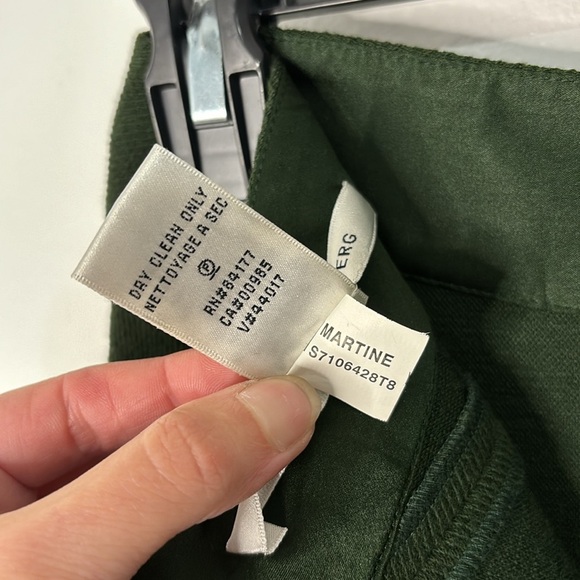 DRY CLEAN ONLY
NETTOYAGE A SEC
P
RN#84177
CA#00985
V#44017
ERG
MARTINE
S7106428T8